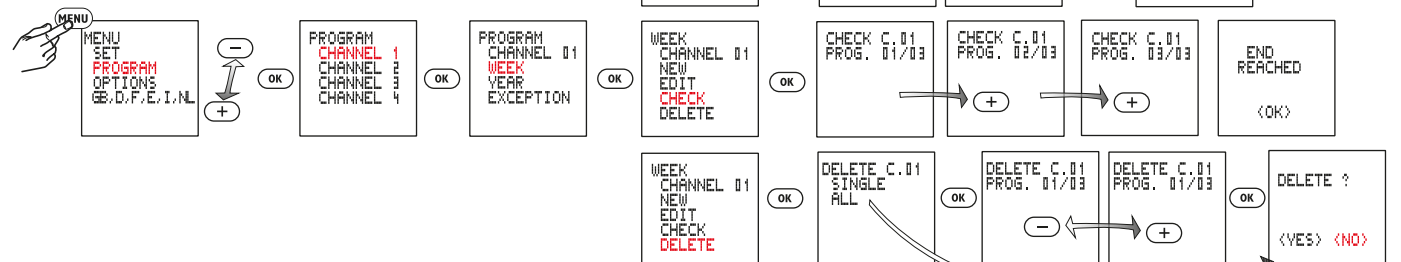 MENU
MENU
SET
PROGRAM
OPTIONS
GB,D,F,E,I,NL
−
+
OK
PROGRAM
CHANNEL 1
CHANNEL 2
CHANNEL 3
CHANNEL 4
OK
PROGRAM
CHANNEL 01
WEEK
YEAR
EXCEPTION
OK
WEEK
CHANNEL 01
NEW
EDIT
CHECK
DELETE
OK
CHECK C.01
PROG. 01/03
CHECK C.01
PROG. 02/03
+
CHECK C.01
PROG. 03/03
+
END
REACHED
<OK>
WEEK
CHANNEL 01
NEW
EDIT
CHECK
DELETE
OK
DELETE C.01
SINGLE
ALL
OK
DELETE C.01
PROG. 01/03
−
DELETE C.01
PROG. 01/03
+
OK
DELETE ?
<YES> <NO>